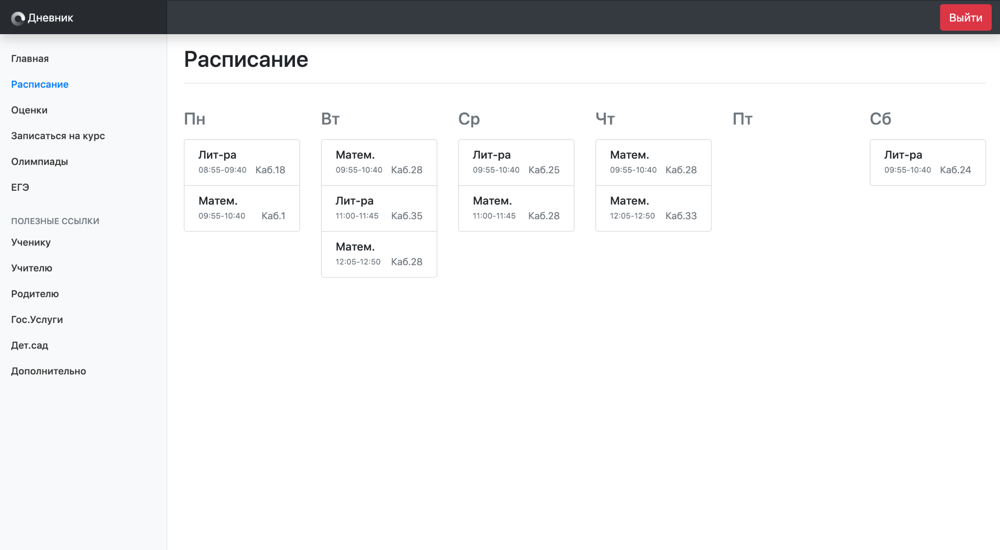 Дневник
Выйти
Главная
Расписание
Оценки
Записаться на курс
Олимпиады
ЕГЭ
ПОЛЕЗНЫЕ ССЫЛКИ
Ученику
Учителю
Родителю
Гос.Услуги
Дет.сад
Дополнительно
Расписание
Пн
Лит-ра
08:55-09:40 Каб.18
Матем.
09:55-10:40 Каб.1
Вт
Матем.
09:55-10:40 Каб.28
Лит-ра
11:00-11:45 Каб.35
Матем.
12:05-12:50 Каб.28
Ср
Лит-ра
09:55-10:40 Каб.25
Матем.
11:00-11:45 Каб.28
Чт
Матем.
09:55-10:40 Каб.28
Матем.
12:05-12:50 Каб.33
Пт
Сб
Лит-ра
09:55-10:40 Каб.24